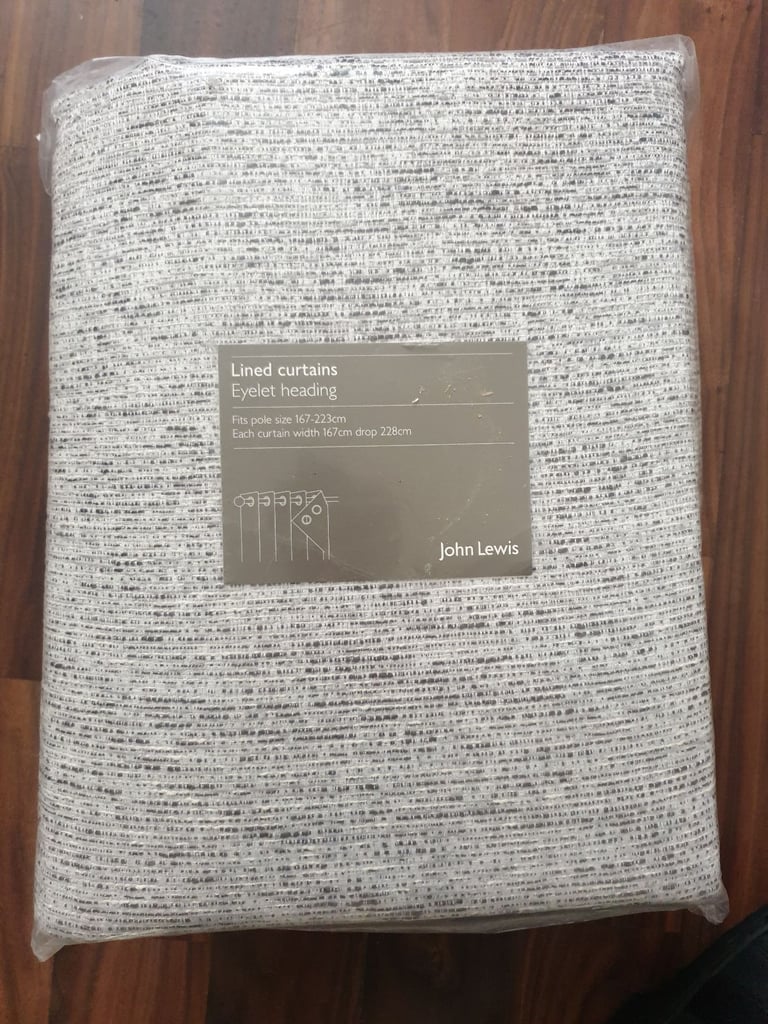 Lined curtains
Eyelet heading
Fits pole size 167-223cm
Each curtain width 167cm drop 228cm
John Lewis